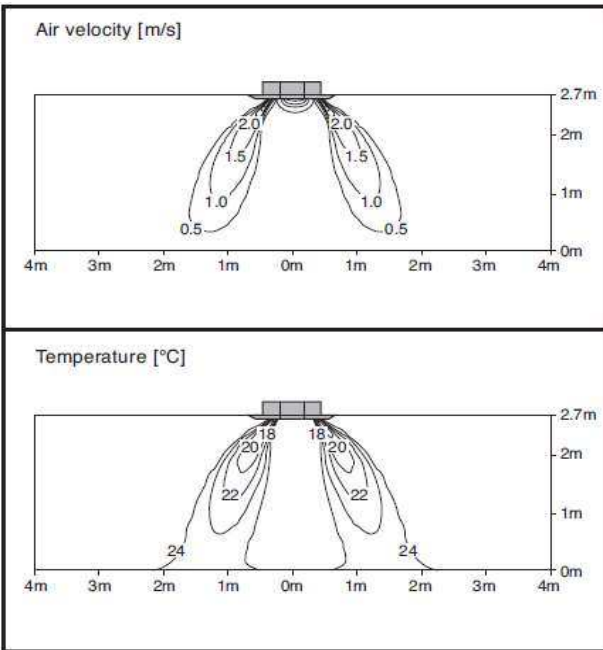 Air velocity [m/s]
2.7m
2.0 2.0
2m
1.5 1.5
1.0 1.0
1m
0.5 0.5
0m
4m 3m 2m 1m 0m 1m 2m 3m 4m
Temperature [°C]
2.7m
18 18
20 20
2m
22 22
1m
24 24
0m
4m 3m 2m 1m 0m 1m 2m 3m 4m